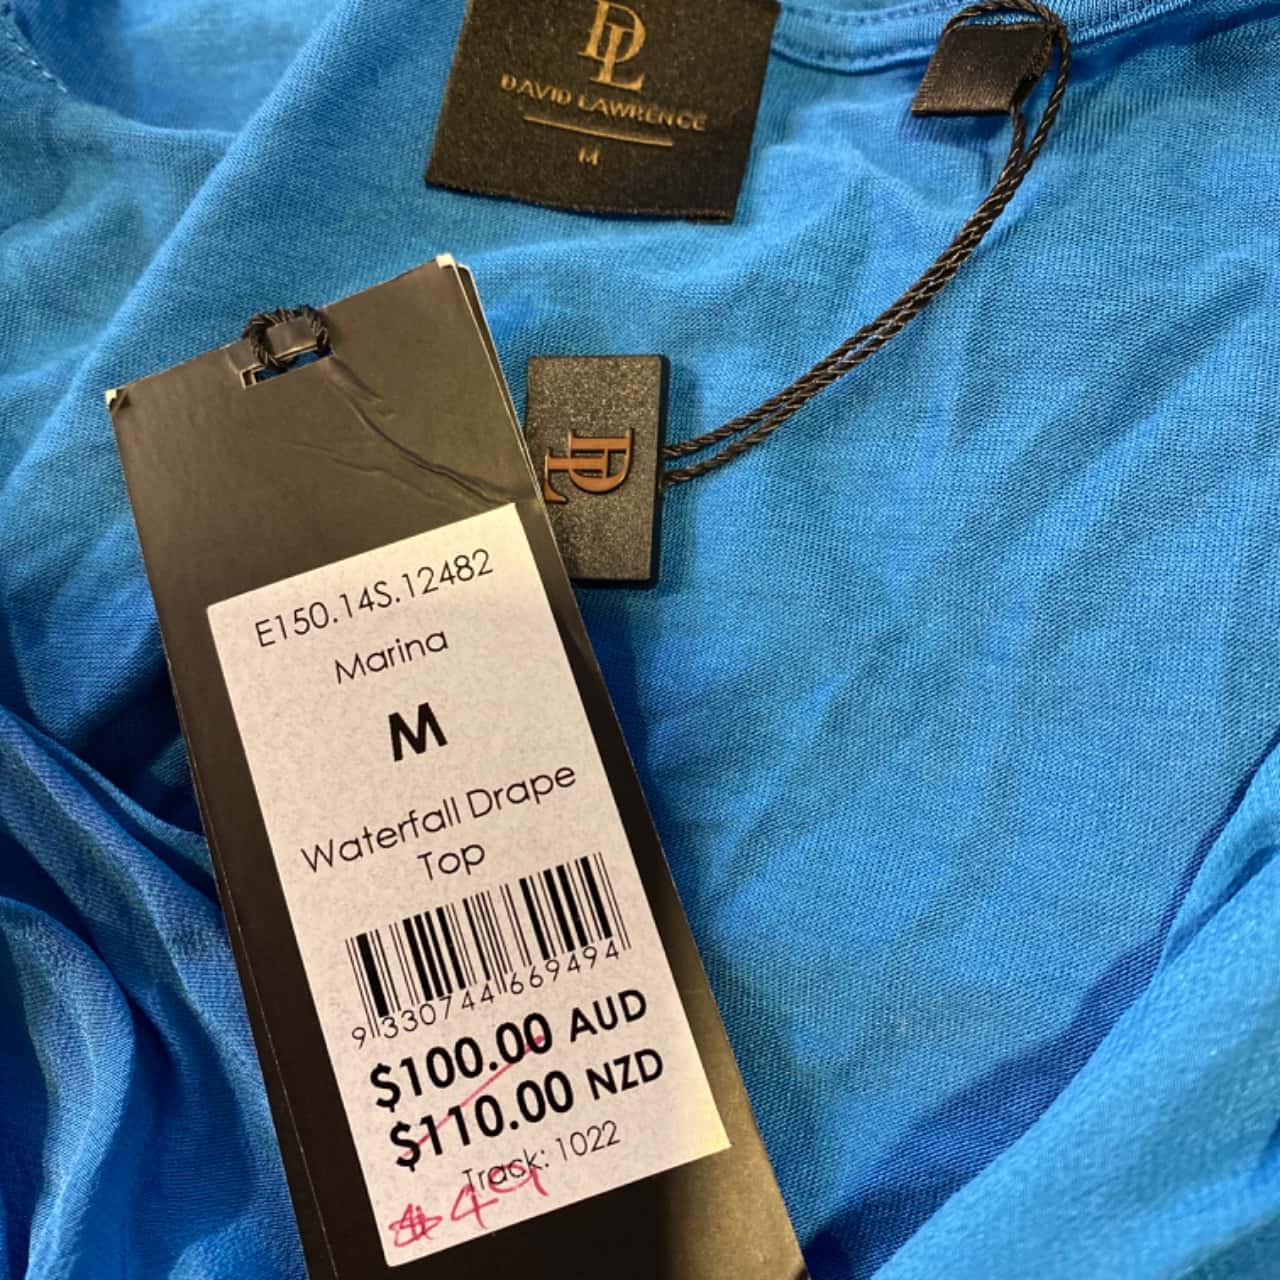 DL
DAVID LAWRENCE
M
DL
E150.14S.12482
Marina
M
Waterfall Drape
Top
9330744669494
$100.00 AUD
$110.00 NZD
Track: 1022
$49